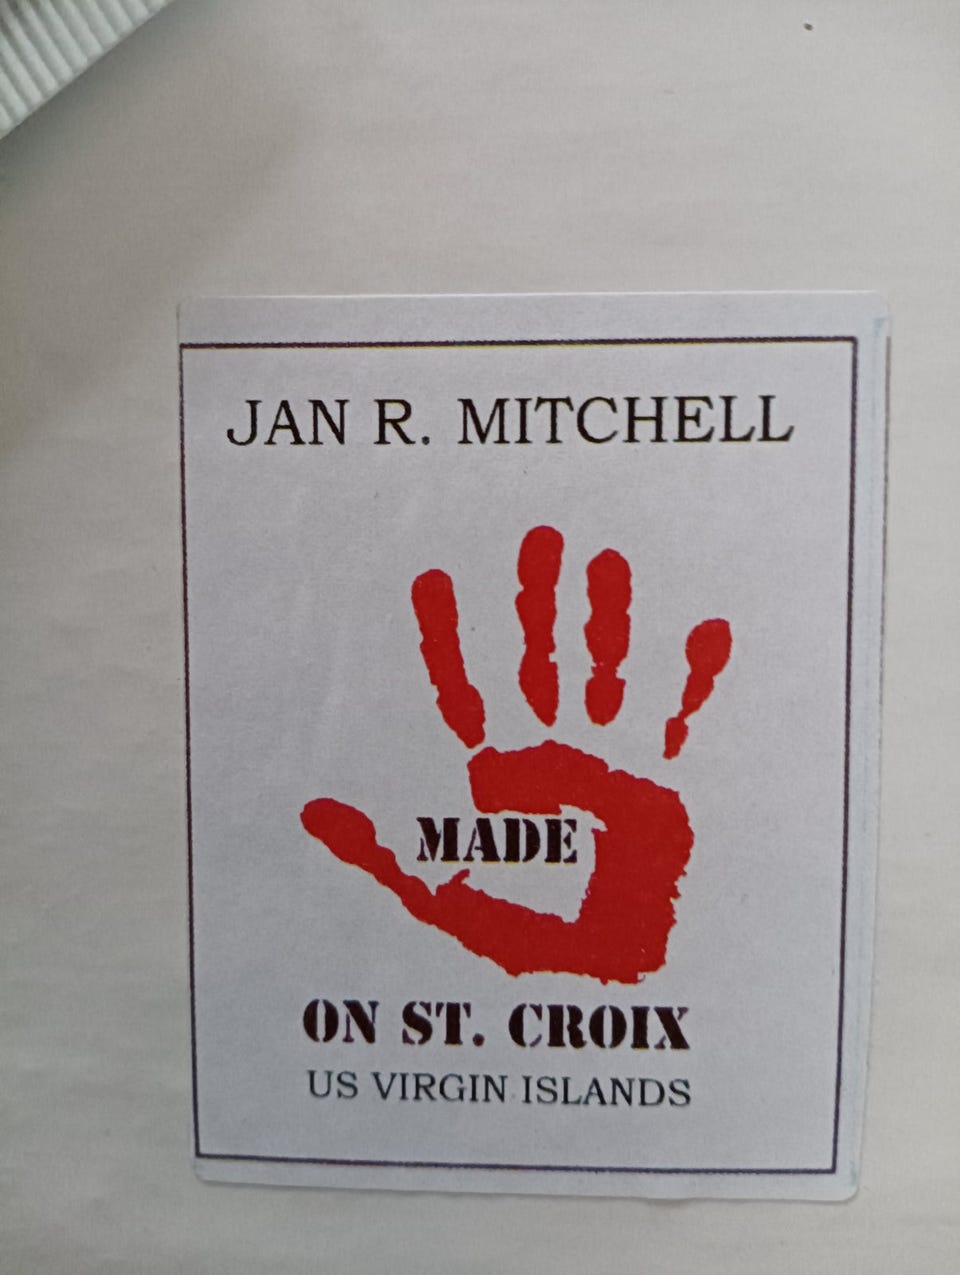 JAN R. MITCHELL
MADE
ON ST. CROIX
US VIRGIN ISLANDS